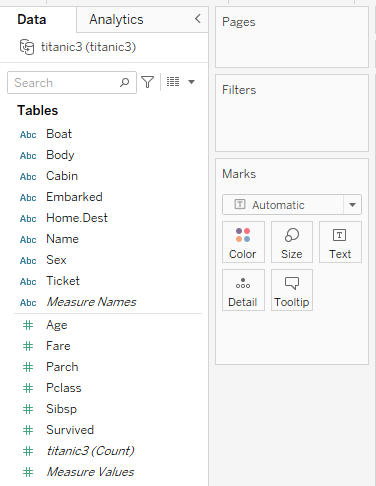 Data
Analytics
titanic3 (titanic3)
Search
Tables
Abc Boat
Abc Body
Abc Cabin
Abc Embarked
Abc Home.Dest
Abc Name
Abc Sex
Abc Ticket
Abc Measure Names
# Age
# Fare
# Parch
# Pclass
# Sibsp
# Survived
# titanic3 (Count)
# Measure Values
Pages
Filters
Marks
T Automatic
Color
Size
T Text
Detail
Tooltip